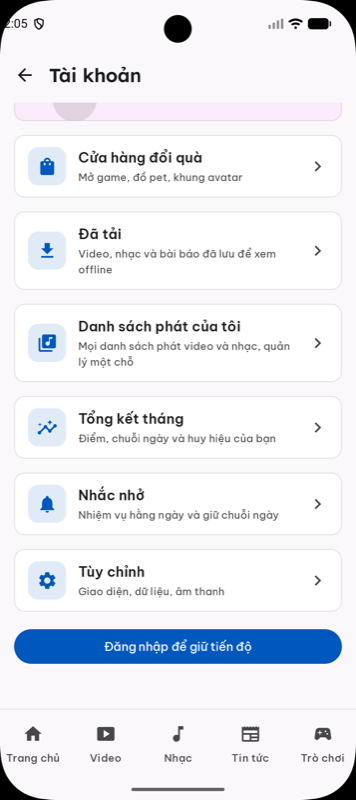 2:05
Tài khoản
Cửa hàng đổi quà
Mở game, đồ pet, khung avatar
Đã tải
Video, nhạc và bài báo đã lưu để xem
offline
Danh sách phát của tôi
Mọi danh sách phát video và nhạc, quản
lý một chỗ
Tổng kết tháng
Điểm, chuỗi ngày và huy hiệu của bạn
Nhắc nhở
Nhiệm vụ hằng ngày và giữ chuỗi ngày
Tùy chỉnh
Giao diện, dữ liệu, âm thanh
Đăng nhập để giữ tiến độ
Trang chủ Video Nhạc Tin tức Trò chơi